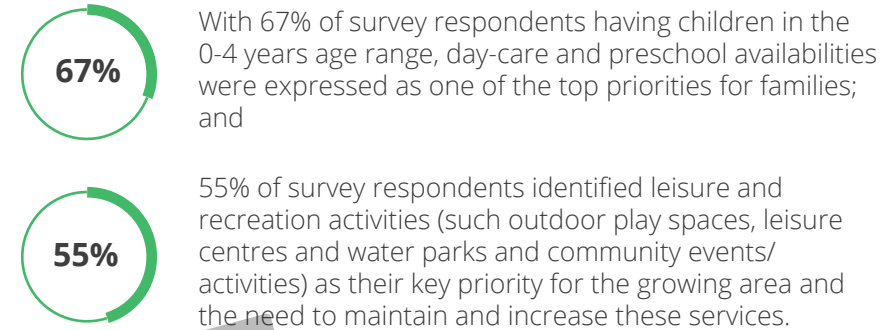 67%
With 67% of survey respondents having children in the
0-4 years age range, day-care and preschool availabilities
were expressed as one of the top priorities for families;
and
55%
55% of survey respondents identified leisure and
recreation activities (such outdoor play spaces, leisure
centres and water parks and community events/
activities) as their key priority for the growing area and
the need to maintain and increase these services.